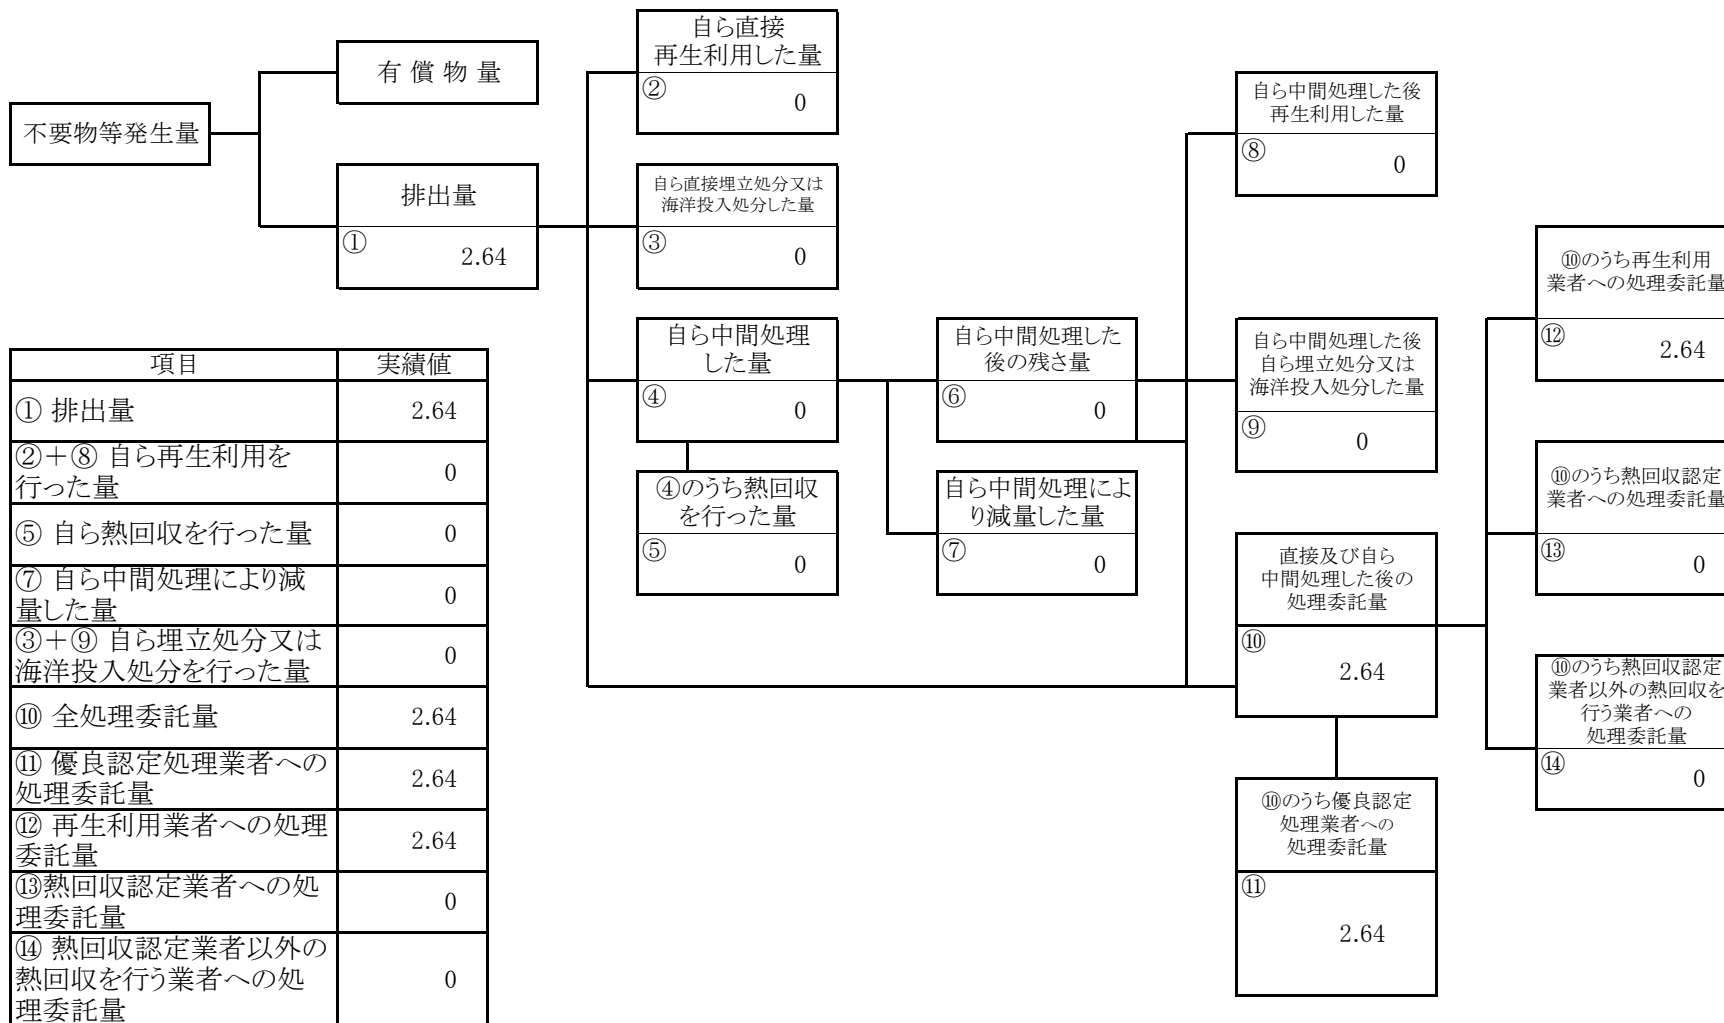 不要物等発生量
有償物量
排出量
①
2.64
自ら直接
再生利用した量
②
0
自ら直接埋立処分又は
海洋投入処分した量
③
0
自ら中間処理
した量
④
0
④のうち熱回収
を行った量
⑤
0
自ら中間処理した
後の残さ量
⑥
0
自ら中間処理によ
り減量した量
⑦
0
自ら中間処理した後
再生利用した量
⑧
0
自ら中間処理した後
自ら埋立処分又は
海洋投入処分した量
⑨
0
直接及び自ら
中間処理した後の
処理委託量
⑩
2.64
⑩のうち優良認定
処理業者への
処理委託量
⑪
2.64
⑩のうち再生利用
業者への処理委託量
⑫
2.64
⑩のうち熱回収認定
業者への処理委託量
⑬
0
⑩のうち熱回収認定
業者以外の熱回収を
行う業者への
処理委託量
⑭
0
項目 実績値
① 排出量 2.64
②＋⑧ 自ら再生利用を
行った量 0
⑤ 自ら熱回収を行った量 0
⑦ 自ら中間処理により減
量した量 0
③＋⑨ 自ら埋立処分又は
海洋投入処分を行った量 0
⑩ 全処理委託量 2.64
⑪ 優良認定処理業者への
処理委託量 2.64
⑫ 再生利用業者への処理
委託量 2.64
⑬熱回収認定業者への処
理委託量 0
⑭ 熱回収認定業者以外の
熱回収を行う業者への処
理委託量 0